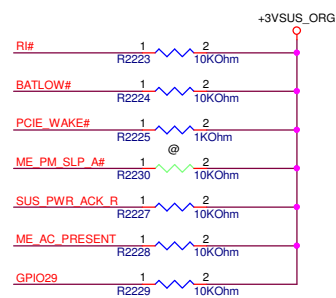 +3VSUS_ORG
RI# 1 2
R2223 10KOhm
BATLOW# 1 2
R2224 10KOhm
PCIE_WAKE# 1 2
R2225 1KOhm
@
ME_PM_SLP_A# 1 2
R2230 10KOhm
SUS_PWR_ACK_R 1 2
R2227 10KOhm
ME_AC_PRESENT 1 2
R2228 10KOhm
GPIO29 1 2
R2229 10KOhm